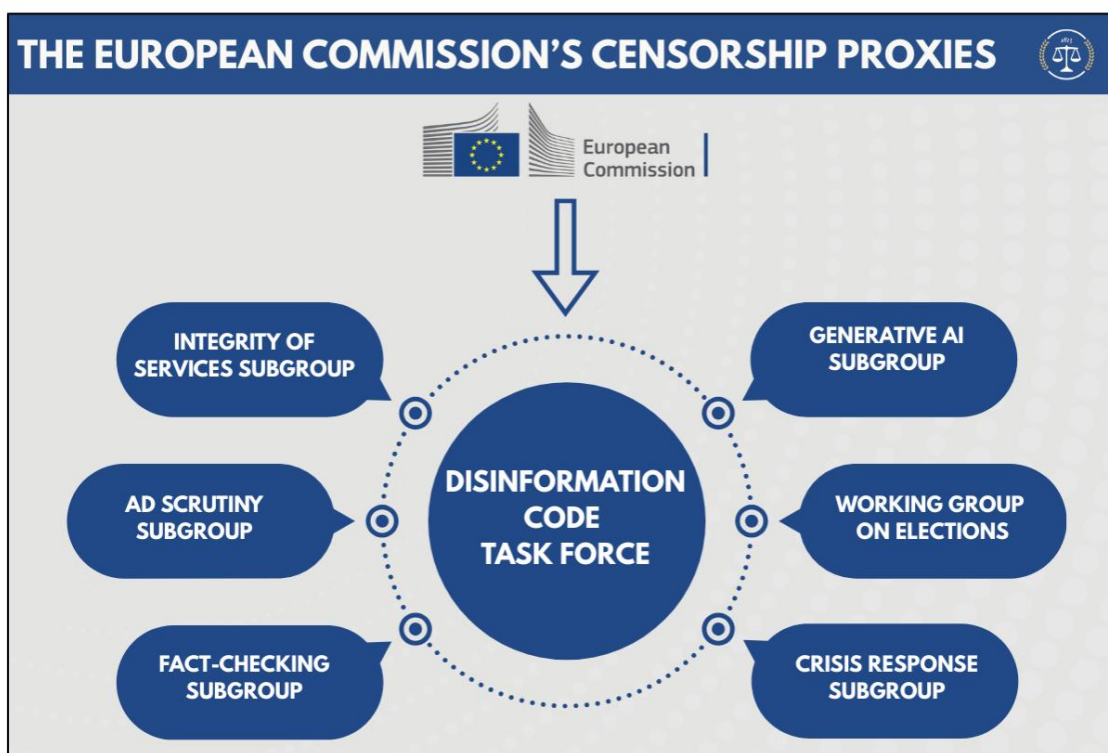 THE EUROPEAN COMMISSION'S CENSORSHIP PROXIES
European
Commission
INTEGRITY OF
SERVICES SUBGROUP
GENERATIVE AI
SUBGROUP
DISINFORMATION
CODE
TASK FORCE
AD SCRUTINY
SUBGROUP
WORKING GROUP
ON ELECTIONS
FACT-CHECKING
SUBGROUP
CRISIS RESPONSE
SUBGROUP